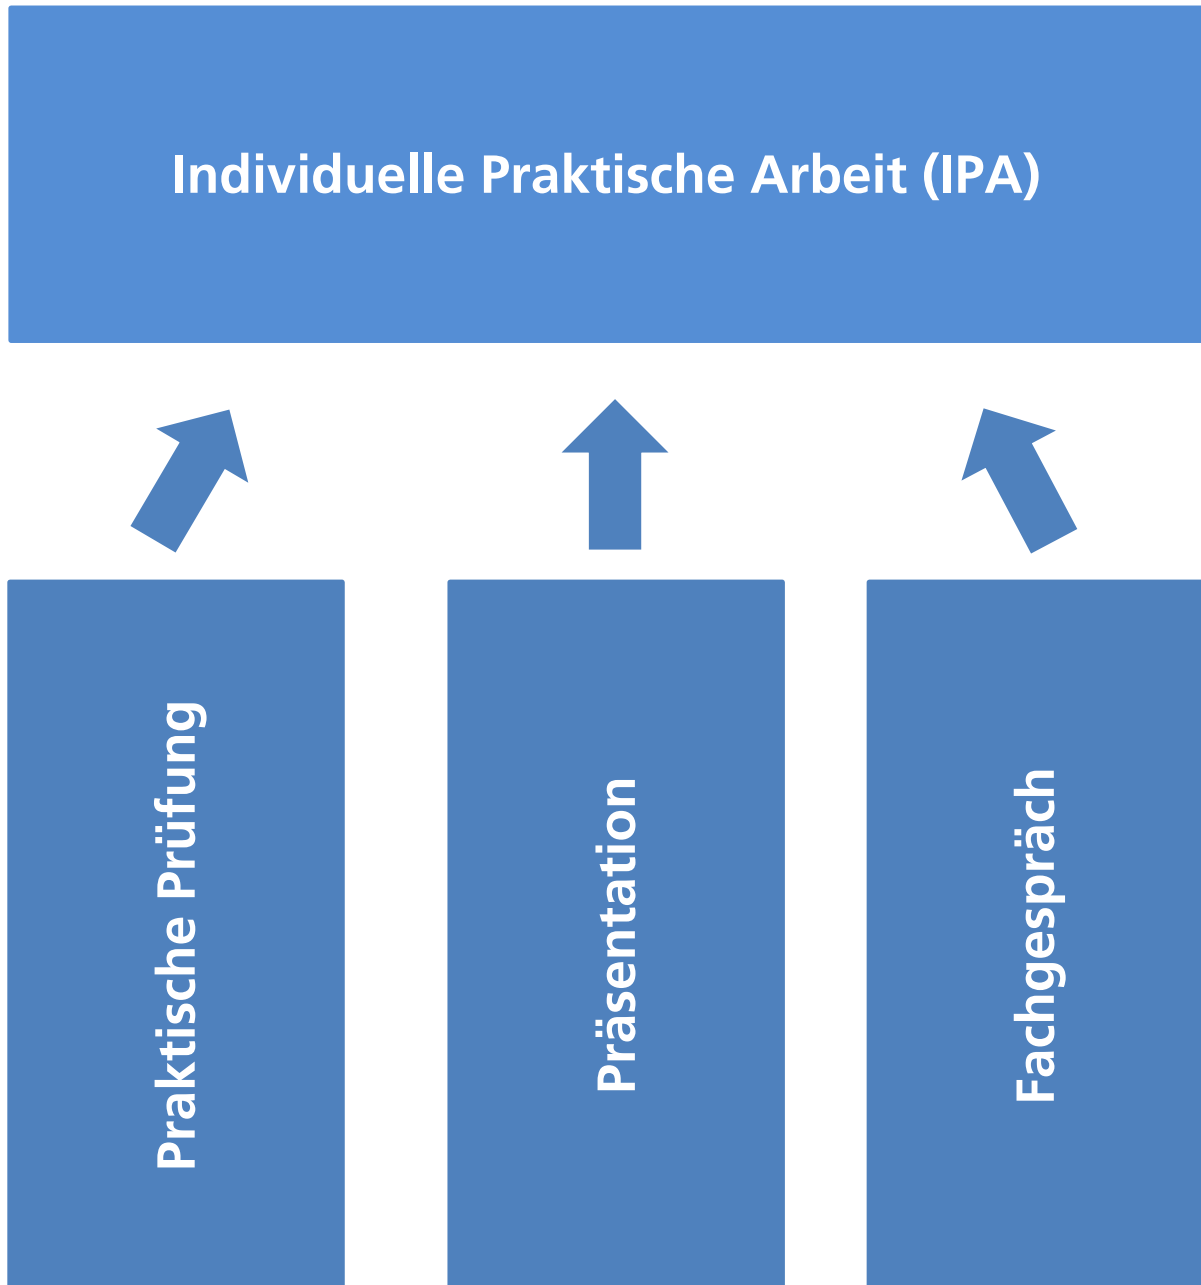 Individuelle Praktische Arbeit (IPA)
Praktische Prüfung
Präsentation
Fachgespräch